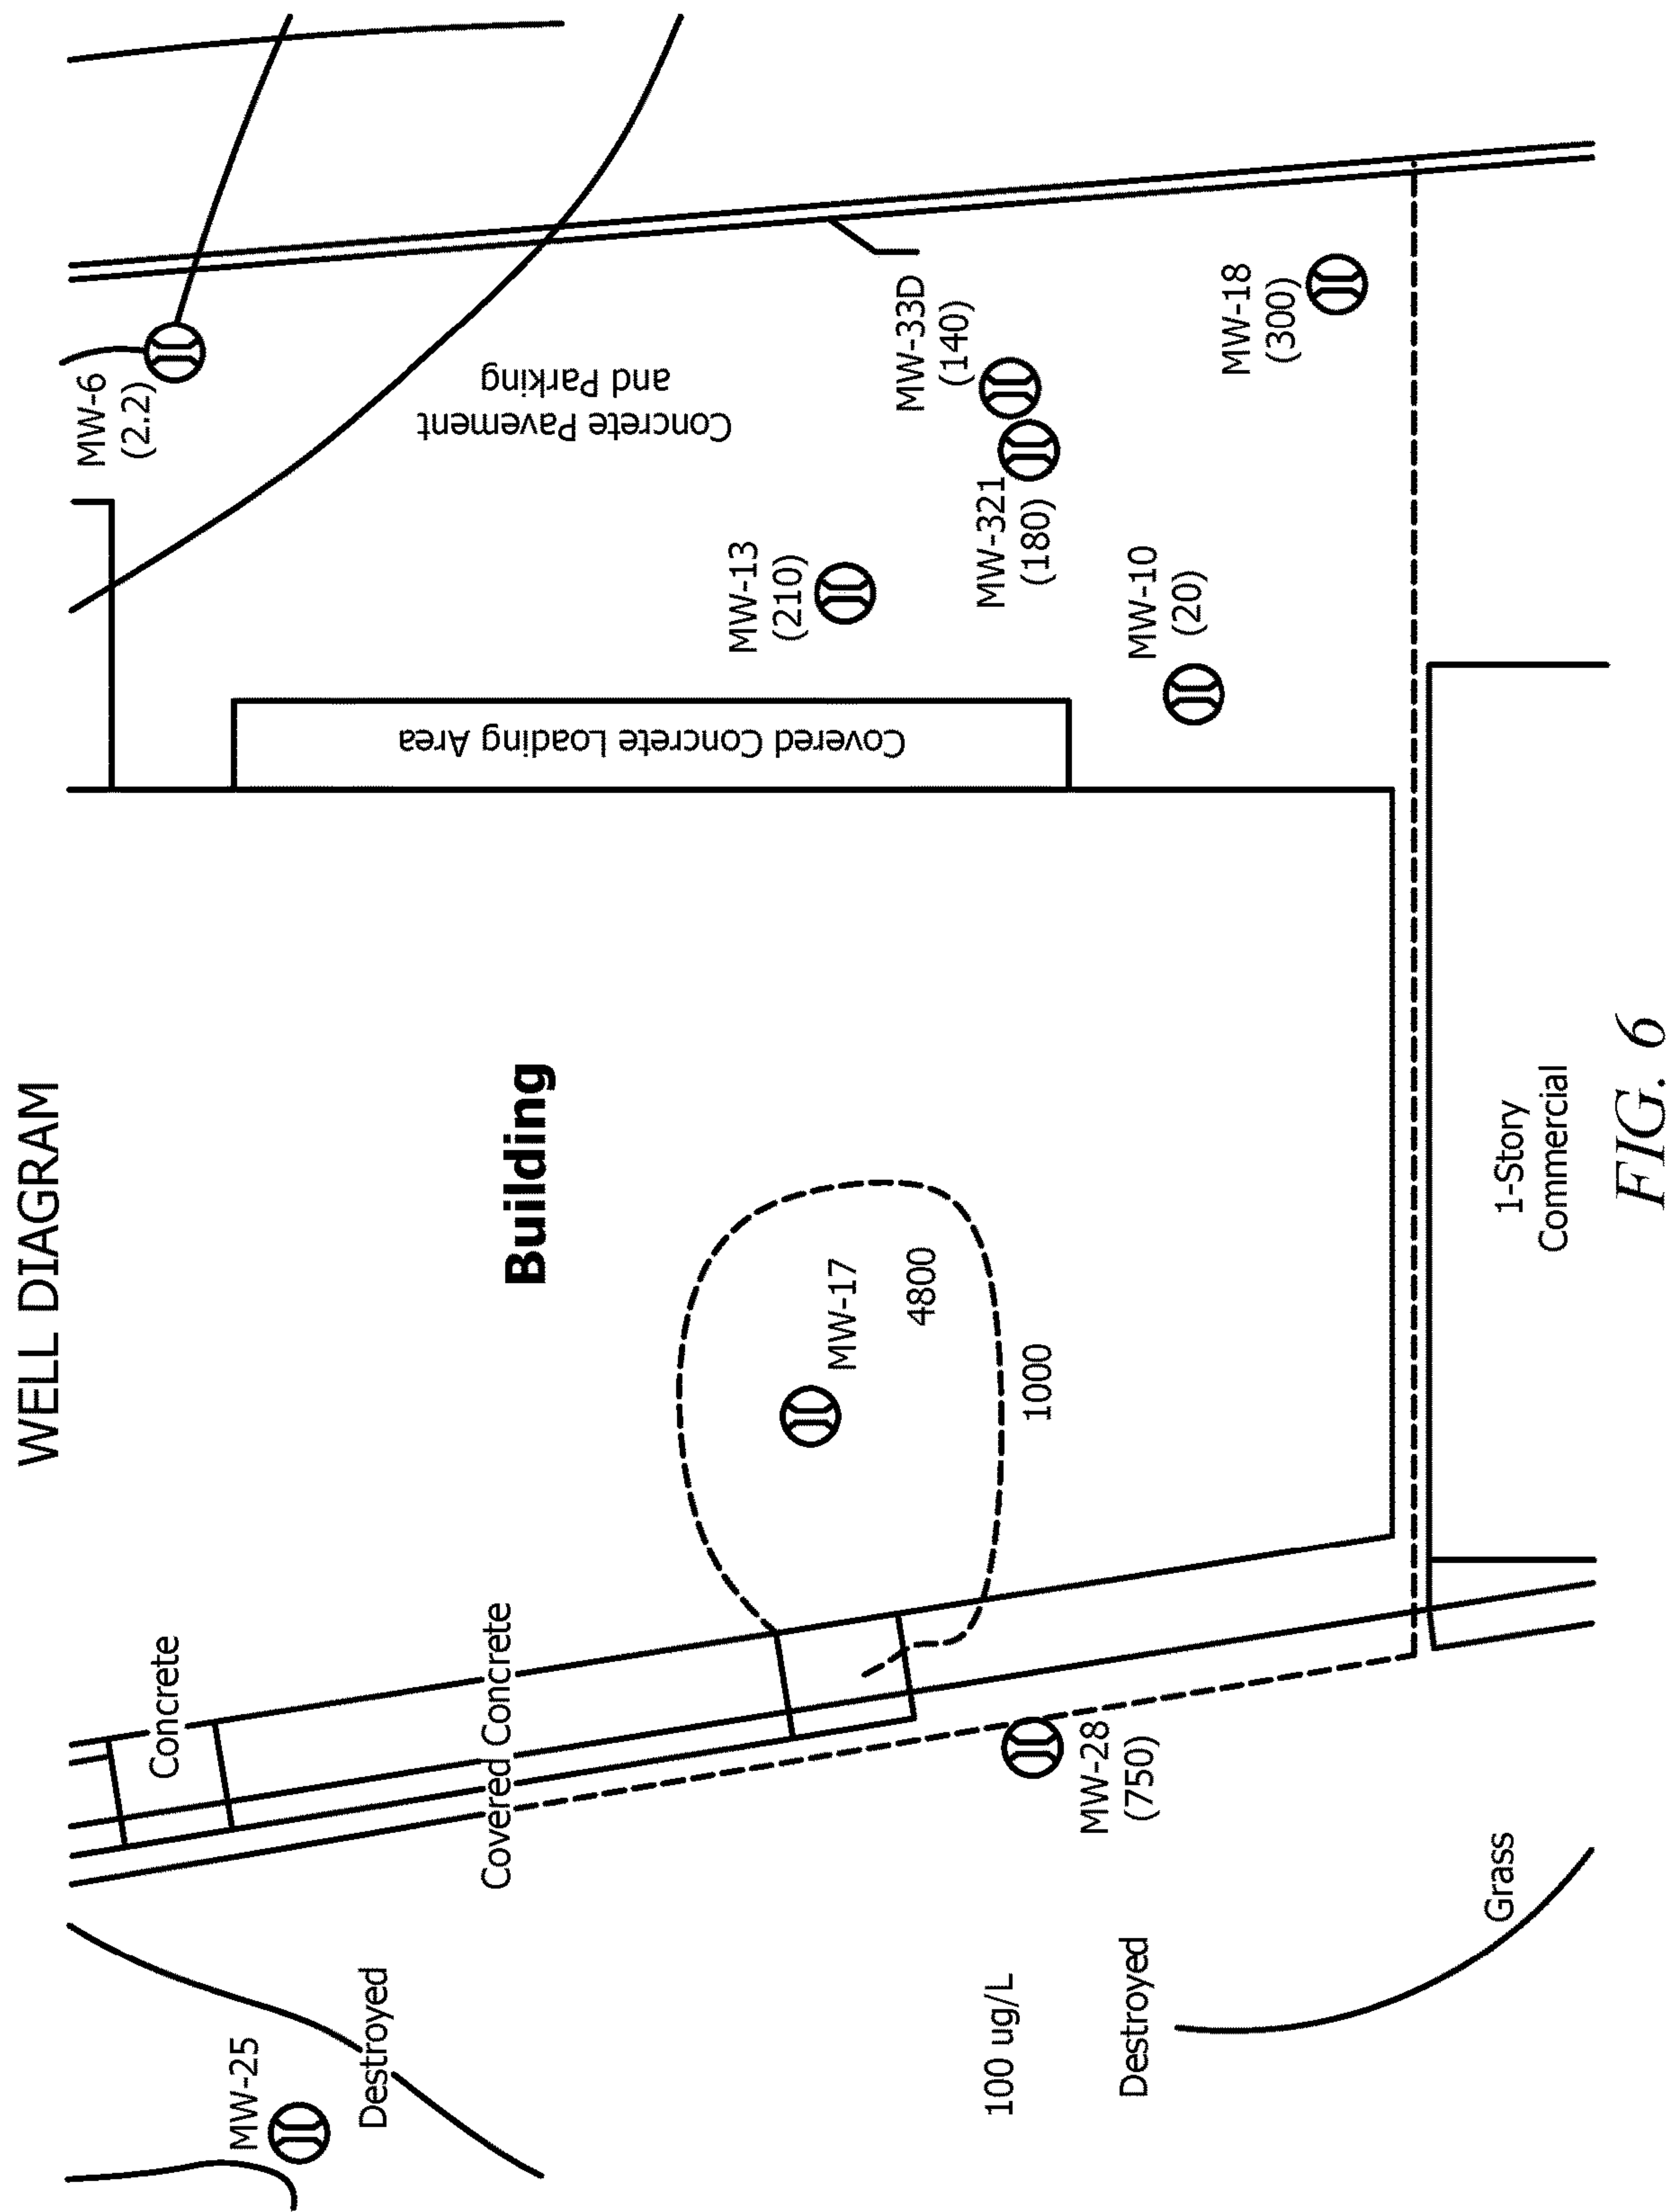 WELL DIAGRAM
MW-25
Destroyed
Concrete
Covered Concrete
100 ug/L
Destroyed
Grass
MW-28
(750)
Building
MW-17
4800
1000
Covered Concrete Loading Area
Concrete Pavement
and Parking
MW-6
(2.2)
MW-13
(210)
MW-33D
(140)
MW-321
(180)
MW-10
(20)
MW-18
(300)
1-Story
Commercial
FIG. 6